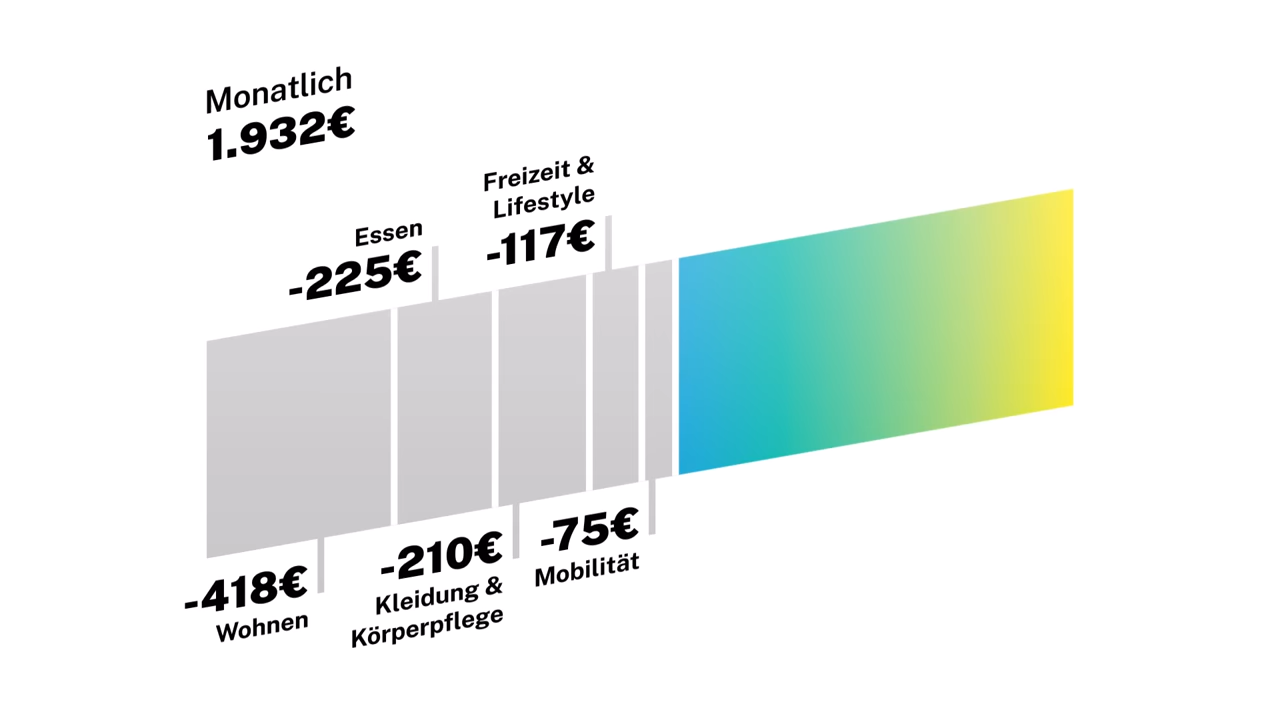 Monatlich
1.932€
Essen
-225€
Freizeit &
Lifestyle
-117€
-418€
Wohnen
-210€
Kleidung &
Körperpflege
-75€
Mobilität